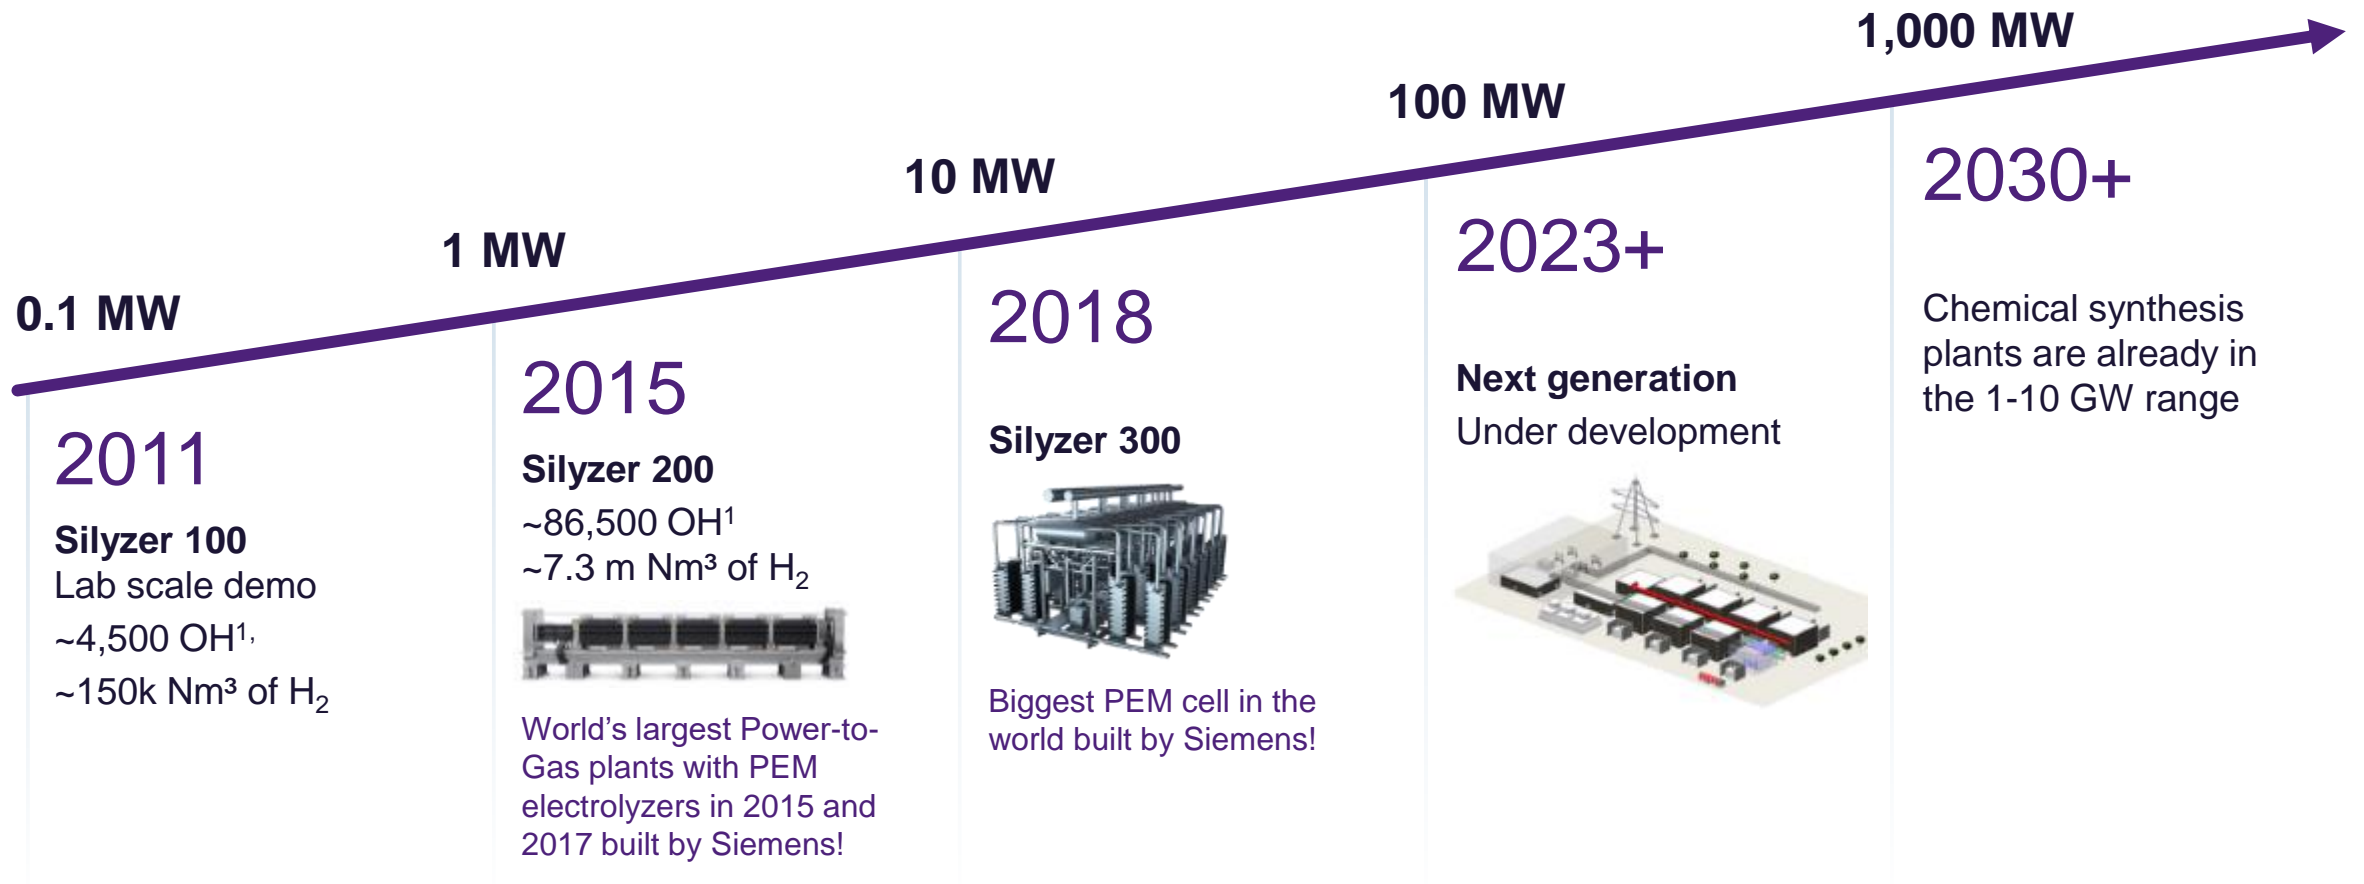 0.1 MW
2011
Silyzer 100
Lab scale demo
~4,500 OH¹,
~150k Nm³ of H₂
1 MW
2015
Silyzer 200
~86,500 OH¹
~7.3 m Nm³ of H₂
World's largest Power-to-
Gas plants with PEM
electrolyzers in 2015 and
2017 built by Siemens!
10 MW
2018
Silyzer 300
Biggest PEM cell in the
world built by Siemens!
100 MW
2023+
Next generation
Under development
1,000 MW
2030+
Chemical synthesis
plants are already in
the 1-10 GW range